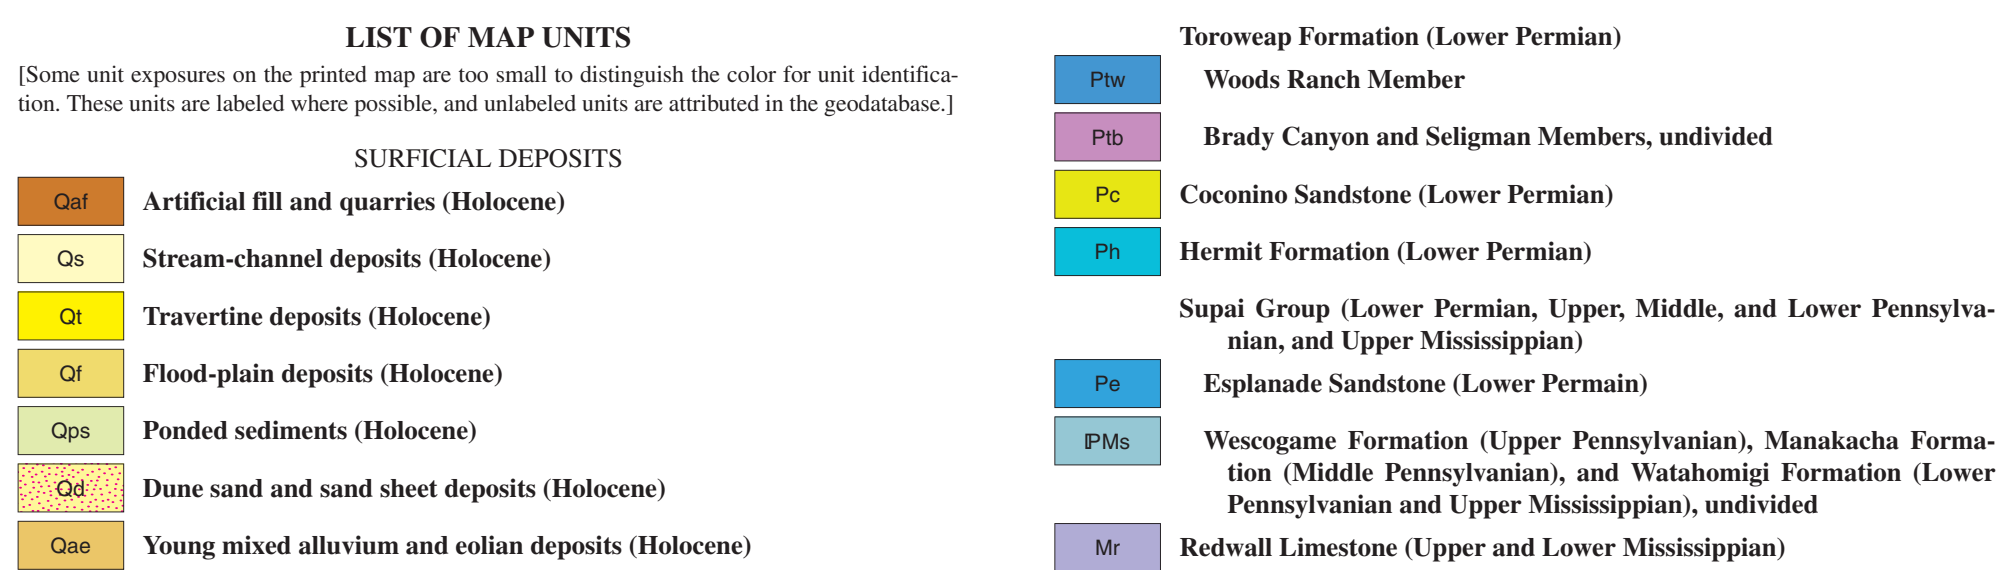 LIST OF MAP UNITS
[Some unit exposures on the printed map are too small to distinguish the color for unit identifica-
tion. These units are labeled where possible, and unlabeled units are attributed in the geodatabase.]
SURFICIAL DEPOSITS
Qaf Artificial fill and quarries (Holocene)
Qs Stream-channel deposits (Holocene)
Qt Travertine deposits (Holocene)
Qf Flood-plain deposits (Holocene)
Qps Ponded sediments (Holocene)
Qd Dune sand and sand sheet deposits (Holocene)
Qae Young mixed alluvium and eolian deposits (Holocene)
Toroweap Formation (Lower Permian)
Ptw Woods Ranch Member
Ptb Brady Canyon and Seligman Members, undivided
Pc Coconino Sandstone (Lower Permian)
Ph Hermit Formation (Lower Permian)
Supai Group (Lower Permian, Upper, Middle, and Lower Pennsylva-
nian, and Upper Mississippian)
Pe Esplanade Sandstone (Lower Permain)
ℙMs Wescogame Formation (Upper Pennsylvanian), Manakacha Forma-
tion (Middle Pennsylvanian), and Watahomigi Formation (Lower
Pennsylvanian and Upper Mississippian), undivided
Mr Redwall Limestone (Upper and Lower Mississippian)